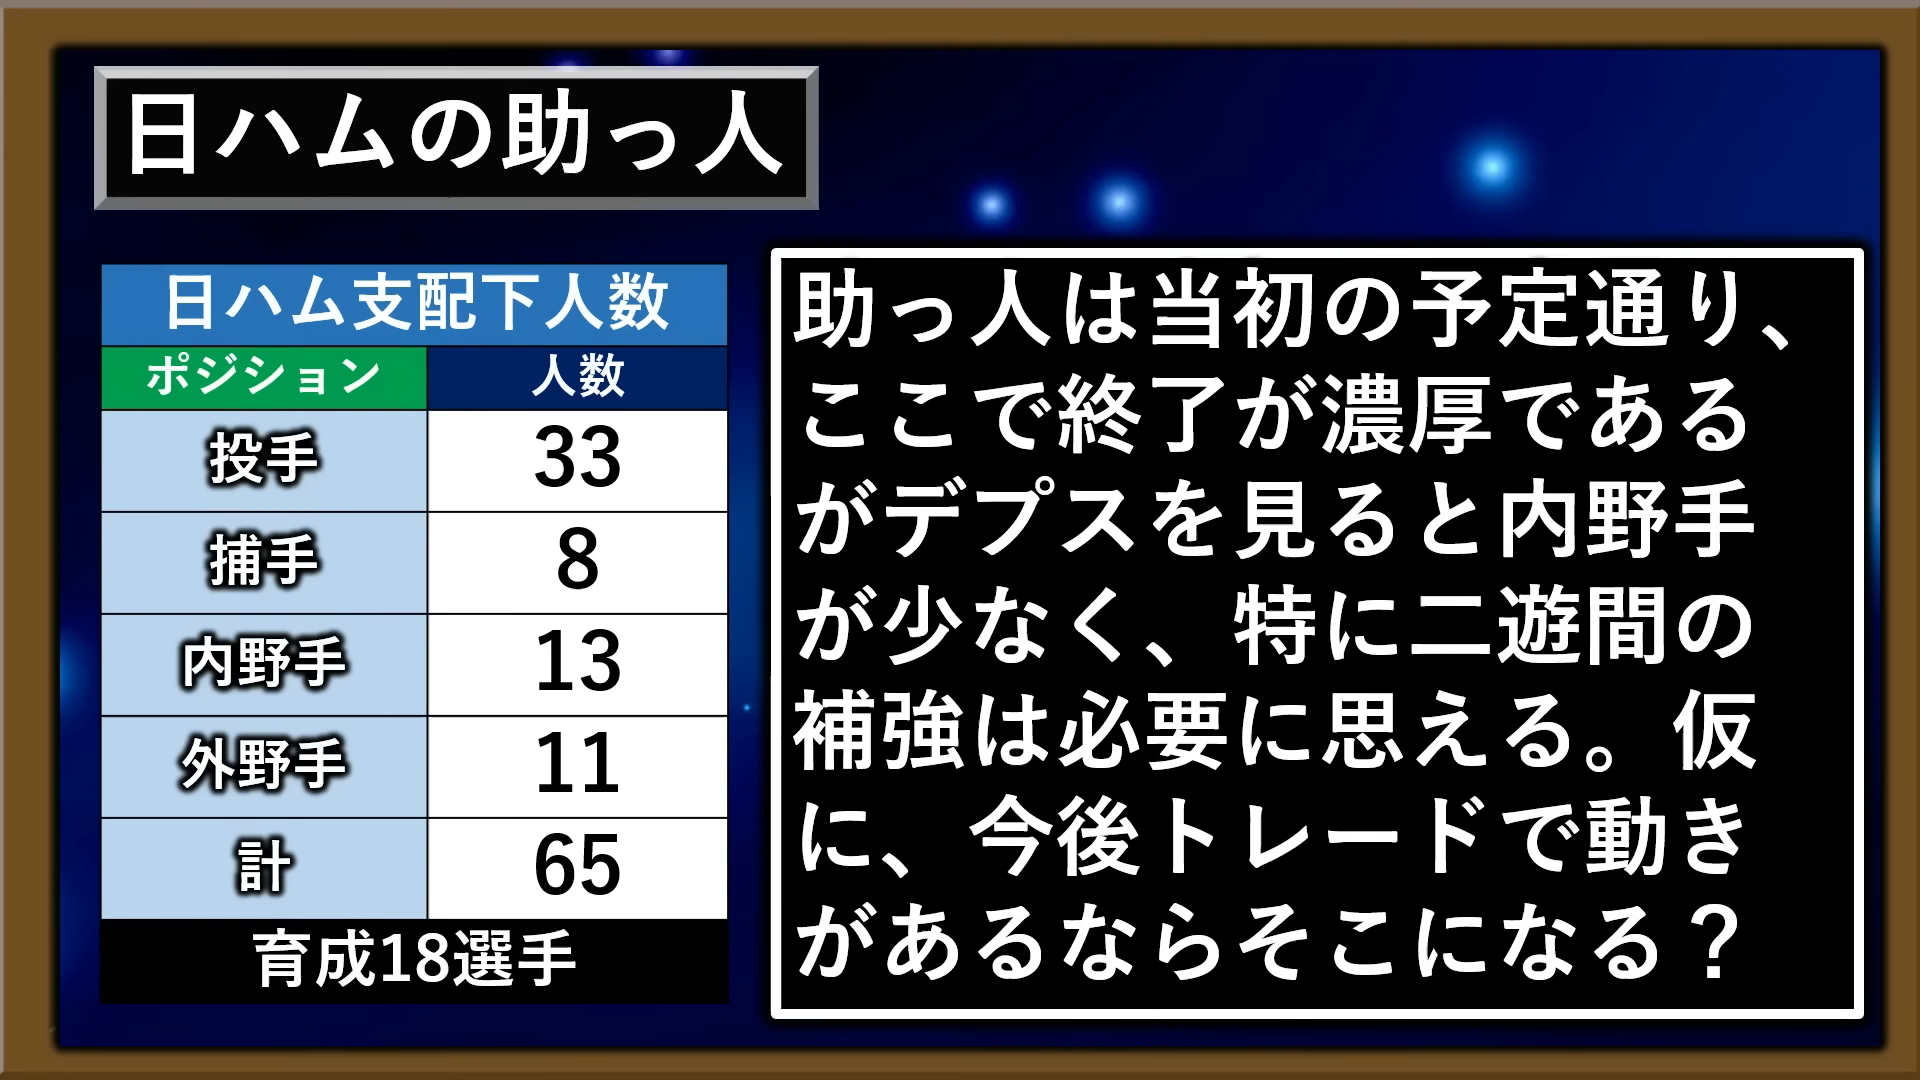 日ハムの助っ人
日ハム支配下人数
ポジション 人数
投手 33
捕手 8
内野手 13
外野手 11
計 65
育成18選手
助っ人は当初の予定通り、
ここで終了が濃厚である
がデプスを見ると内野手
が少なく、特に二遊間の
補強は必要に思える。仮
に、今後トレードで動き
があるならそこになる？